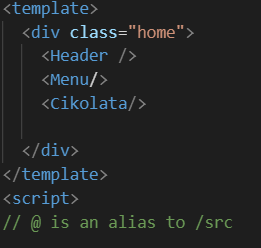 <template>
<div class="home">
<Header />
<Menu/>
<Cikolata/>
</div>
</template>
<script>
// @ is an alias to /src